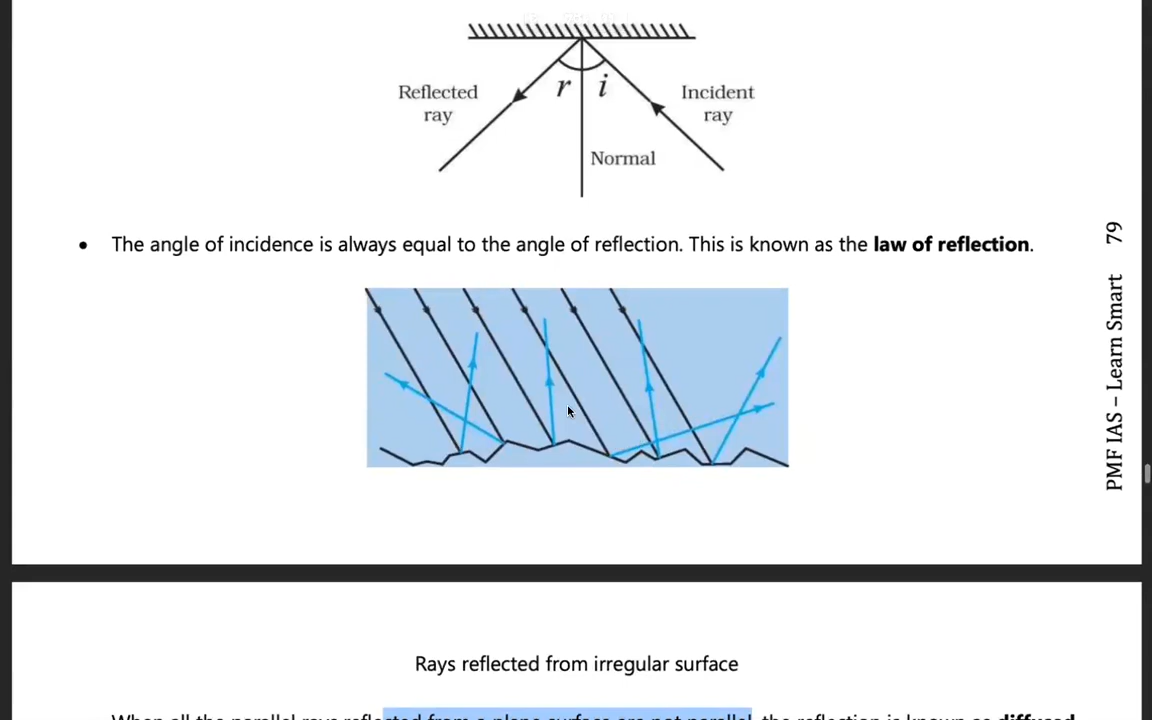 Reflected
ray
r i
Incident
ray
Normal
• The angle of incidence is always equal to the angle of reflection. This is known as the law of reflection.
PMF IAS – Learn Smart 79
Rays reflected from irregular surface
When all the parallel rays reflected from a plane surface are not parallel, the reflection is known as diffused